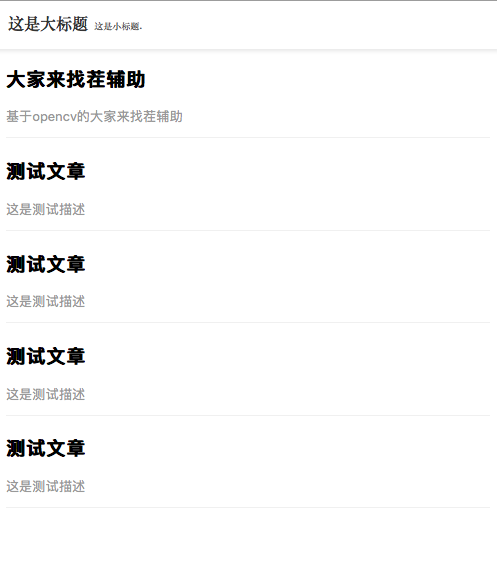 这是大标题 这是小标题.
大家来找茬辅助
基于opencv的大家来找茬辅助
测试文章
这是测试描述
测试文章
这是测试描述
测试文章
这是测试描述
测试文章
这是测试描述